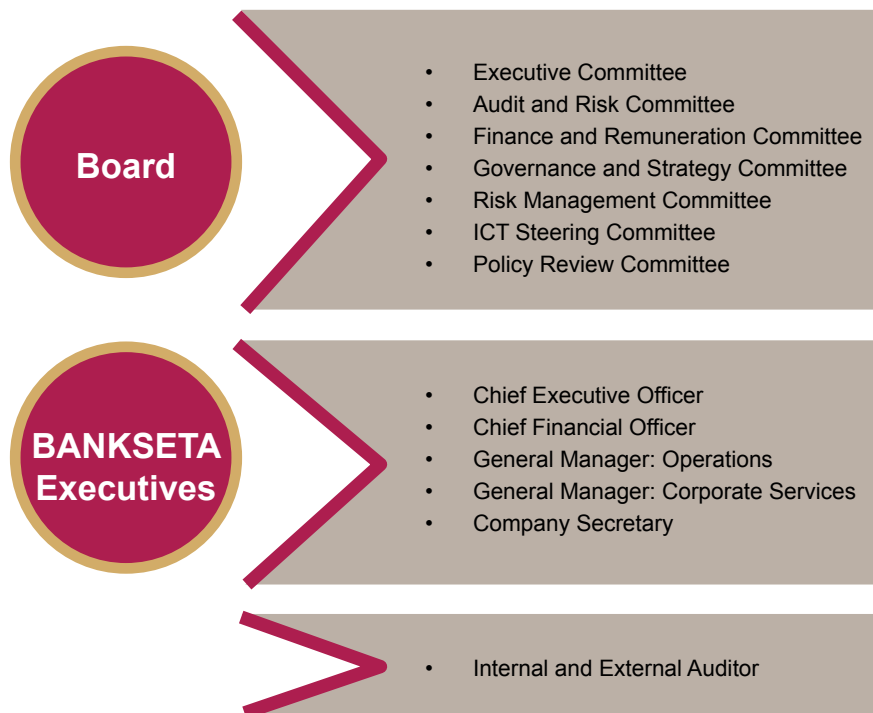 Board
• Executive Committee
• Audit and Risk Committee
• Finance and Remuneration Committee
• Governance and Strategy Committee
• Risk Management Committee
• ICT Steering Committee
• Policy Review Committee
BANKSETA
Executives
• Chief Executive Officer
• Chief Financial Officer
• General Manager: Operations
• General Manager: Corporate Services
• Company Secretary
• Internal and External Auditor